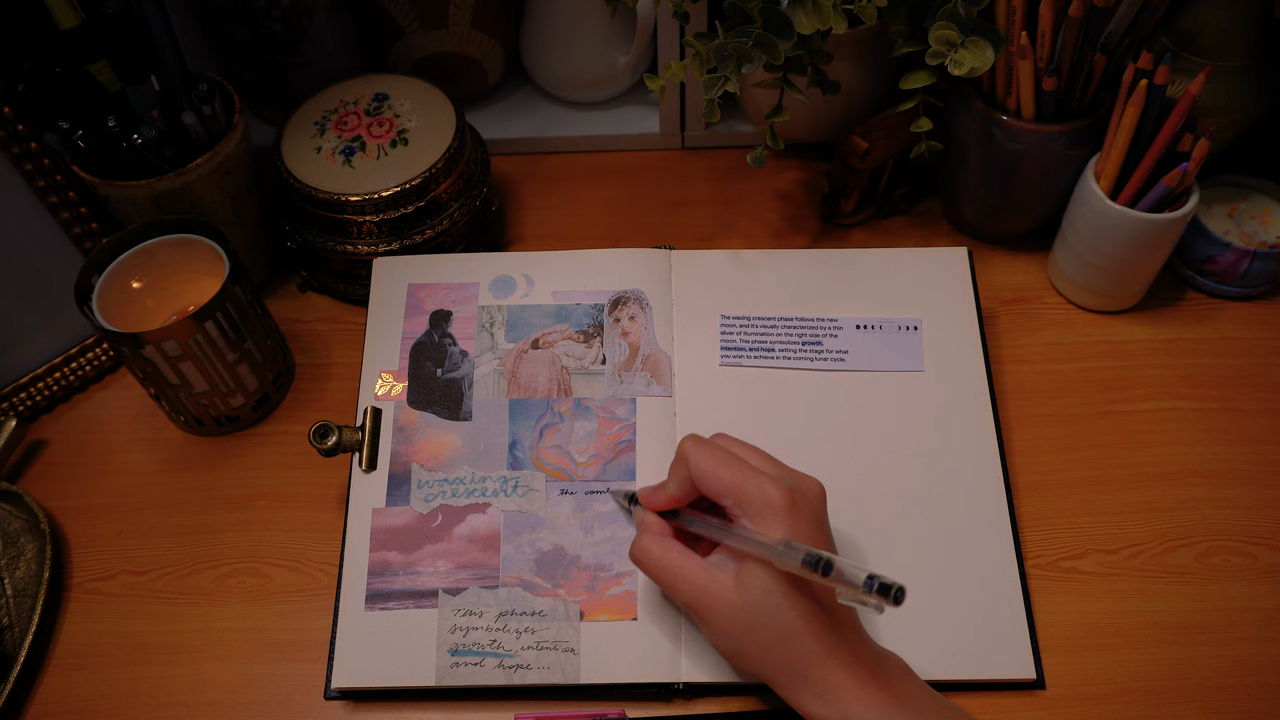 waxing
crescent
The
This phase
symbolizes
growth, intention
and hope...
The waxing crescent phase follows the new
moon, and it's visually characterized by a thin
sliver of illumination on the right side of the
moon. This phase symbolizes growth,
intention, and hope, setting the stage for what
you wish to achieve in the coming lunar cycle.